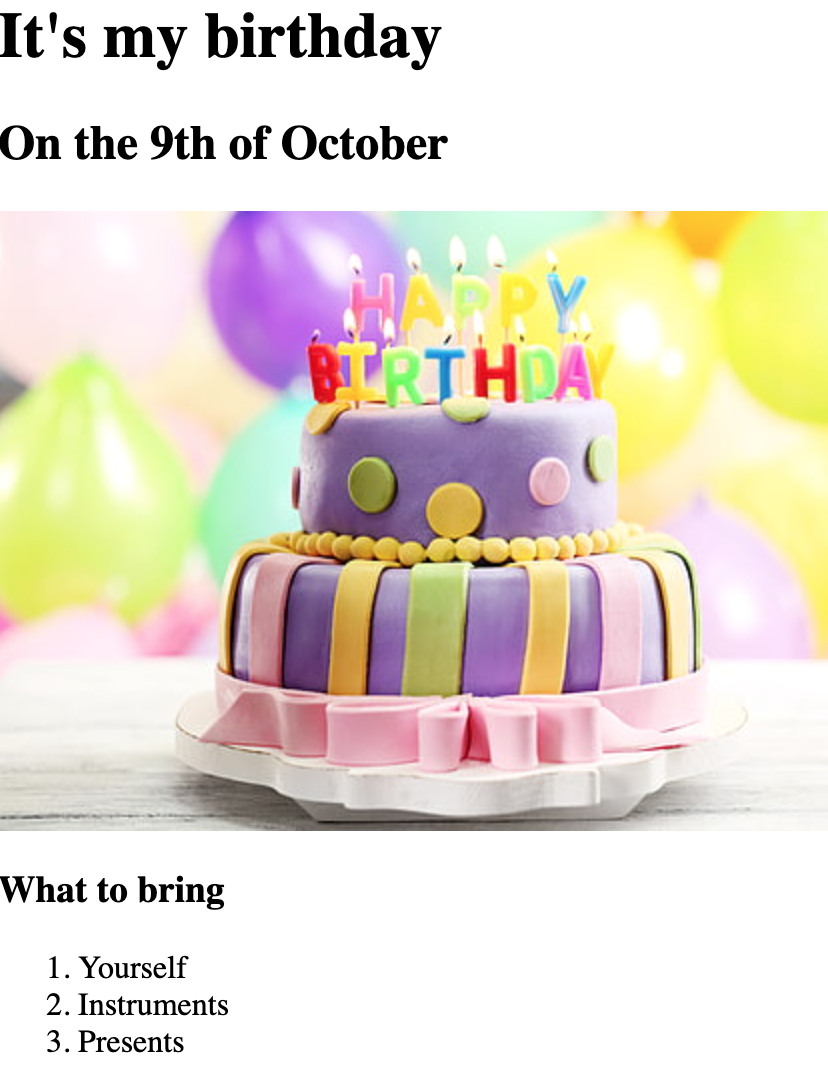 It's my birthday
On the 9th of October
HAPPY
BIRTHDAY
What to bring
1. Yourself
2. Instruments
3. Presents